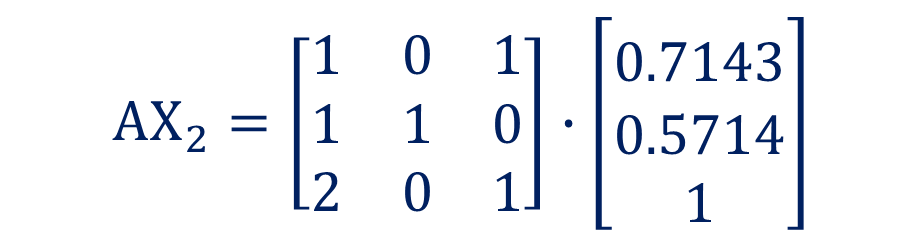 AX₂ = [1 0 1; 1 1 0; 2 0 1] · [0.7143; 0.5714; 1]